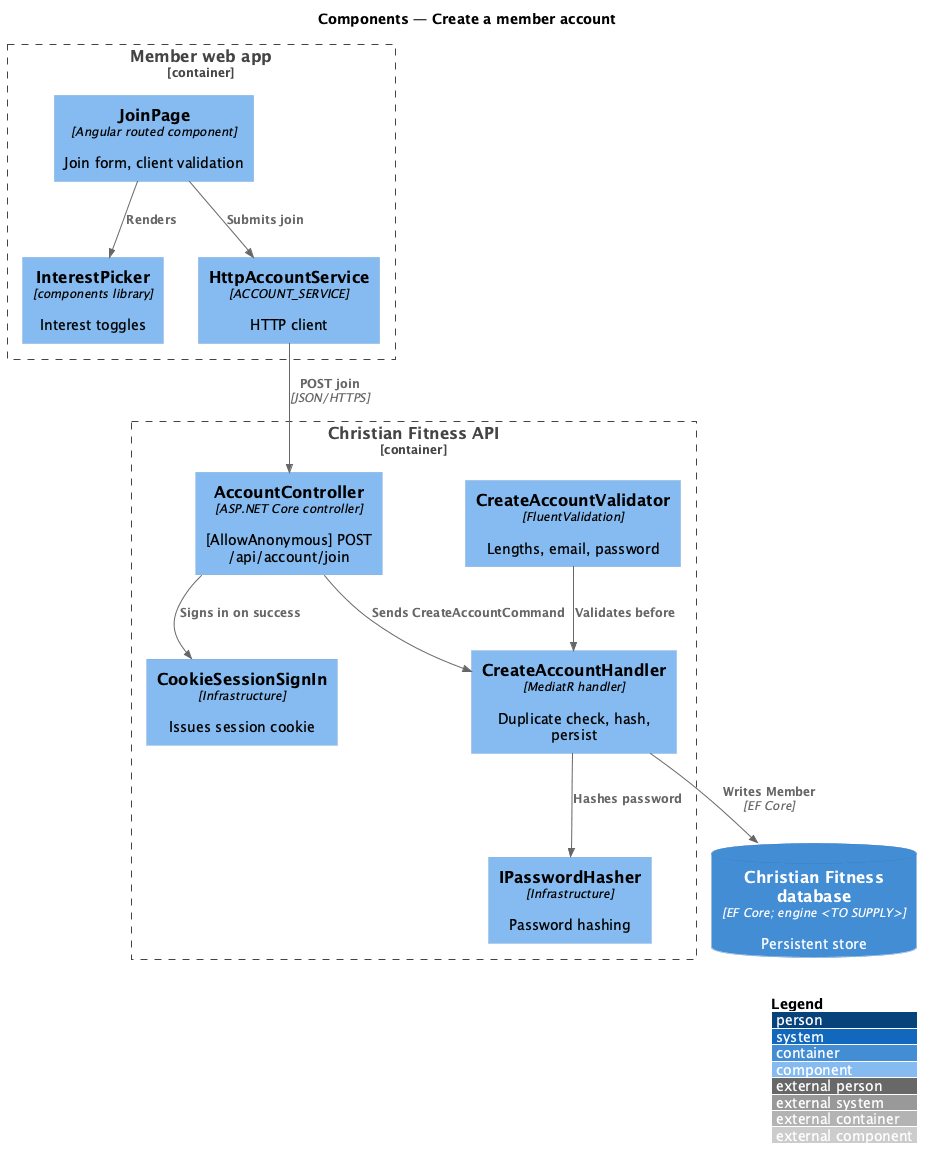 Components — Create a member account
Member web app
[container]
JoinPage
[Angular routed component]
Join form, client validation
Renders
Submits join
InterestPicker
[components library]
Interest toggles
HttpAccountService
[ACCOUNT_SERVICE]
HTTP client
POST join
[JSON/HTTPS]
Christian Fitness API
[container]
AccountController
[ASP.NET Core controller]
[AllowAnonymous] POST
/api/account/join
CreateAccountValidator
[FluentValidation]
Lengths, email, password
Signs in on success
Sends CreateAccountCommand
Validates before
CookieSessionSignIn
[Infrastructure]
Issues session cookie
CreateAccountHandler
[MediatR handler]
Duplicate check, hash,
persist
Hashes password
Writes Member
[EF Core]
IPasswordHasher
[Infrastructure]
Password hashing
Christian Fitness
database
[EF Core; engine <TO SUPPLY>]
Persistent store
Legend
person
system
container
component
external person
external system
external container
external component